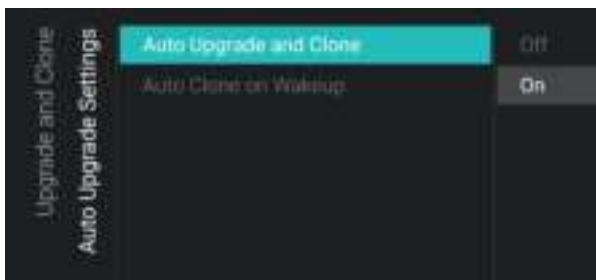 Upgrade and Clone
Auto Upgrade Settings
Auto Upgrade and Clone
Auto Clone on Wakeup
Off
On